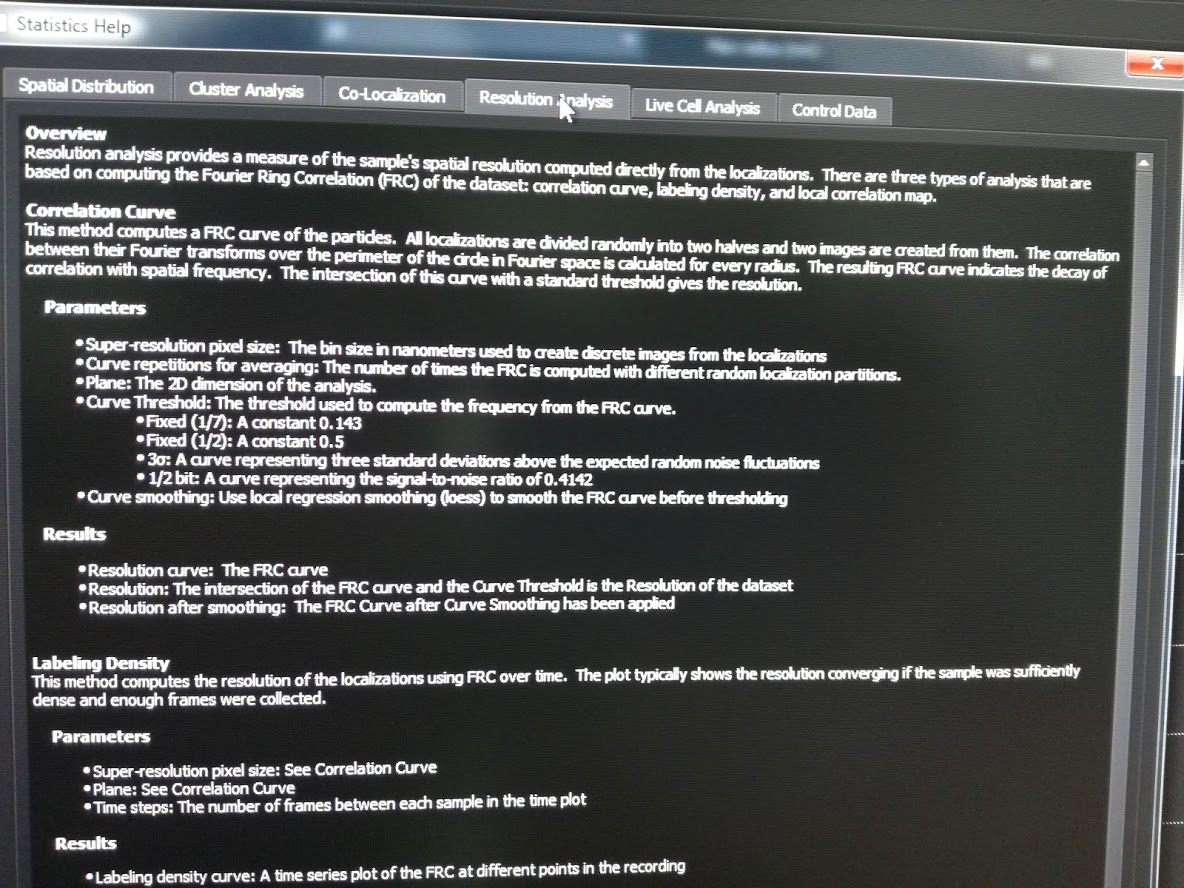 Statistics Help
x
Spatial Distribution Cluster Analysis Co-Localization Resolution Analysis Live Cell Analysis Control Data
Overview
Resolution analysis provides a measure of the sample's spatial resolution computed directly from the localizations. There are three types of analysis that are
based on computing the Fourier Ring Correlation (FRC) of the dataset: correlation curve, labeling density, and local correlation map.
Correlation Curve
This method computes a FRC curve of the particles. All localizations are divided randomly into two halves and two images are created from them. The correlation
between their Fourier transforms over the perimeter of the circle in Fourier space is calculated for every radius. The resulting FRC curve indicates the decay of
correlation with spatial frequency. The intersection of this curve with a standard threshold gives the resolution.
Parameters
•Super-resolution pixel size: The bin size in nanometers used to create discrete images from the localizations
•Curve repetitions for averaging: The number of times the FRC is computed with different random localization partitions.
•Plane: The 2D dimension of the analysis.
•Curve Threshold: The threshold used to compute the frequency from the FRC curve.
•Fixed (1/7): A constant 0.143
•Fixed (1/2): A constant 0.5
•3σ: A curve representing three standard deviations above the expected random noise fluctuations
•1/2 bit: A curve representing the signal-to-noise ratio of 0.4142
•Curve smoothing: Use local regression smoothing (loess) to smooth the FRC curve before thresholding
Results
•Resolution curve: The FRC curve
•Resolution: The intersection of the FRC curve and the Curve Threshold is the Resolution of the dataset
•Resolution after smoothing: The FRC Curve after Curve Smoothing has been applied
Labeling Density
This method computes the resolution of the localizations using FRC over time. The plot typically shows the resolution converging if the sample was sufficiently
dense and enough frames were collected.
Parameters
•Super-resolution pixel size: See Correlation Curve
•Plane: See Correlation Curve
•Time steps: The number of frames between each sample in the time plot
Results
•Labeling density curve: A time series plot of the FRC at different points in the recording